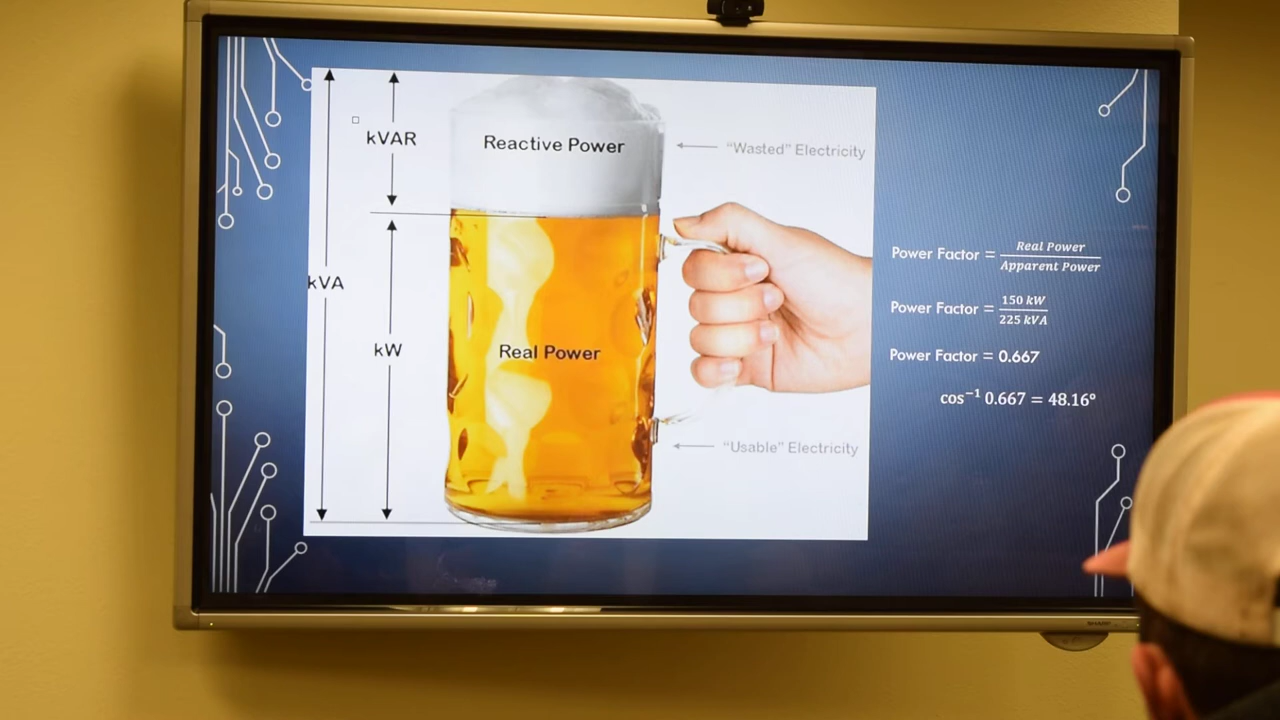 kVAR
Reactive Power
"Wasted" Electricity
kVA
kW
Real Power
"Usable" Electricity
Power Factor = Real Power / Apparent Power
Power Factor = 150 kW / 225 kVA
Power Factor = 0.667
cos⁻¹ 0.667 = 48.16°
SHARP